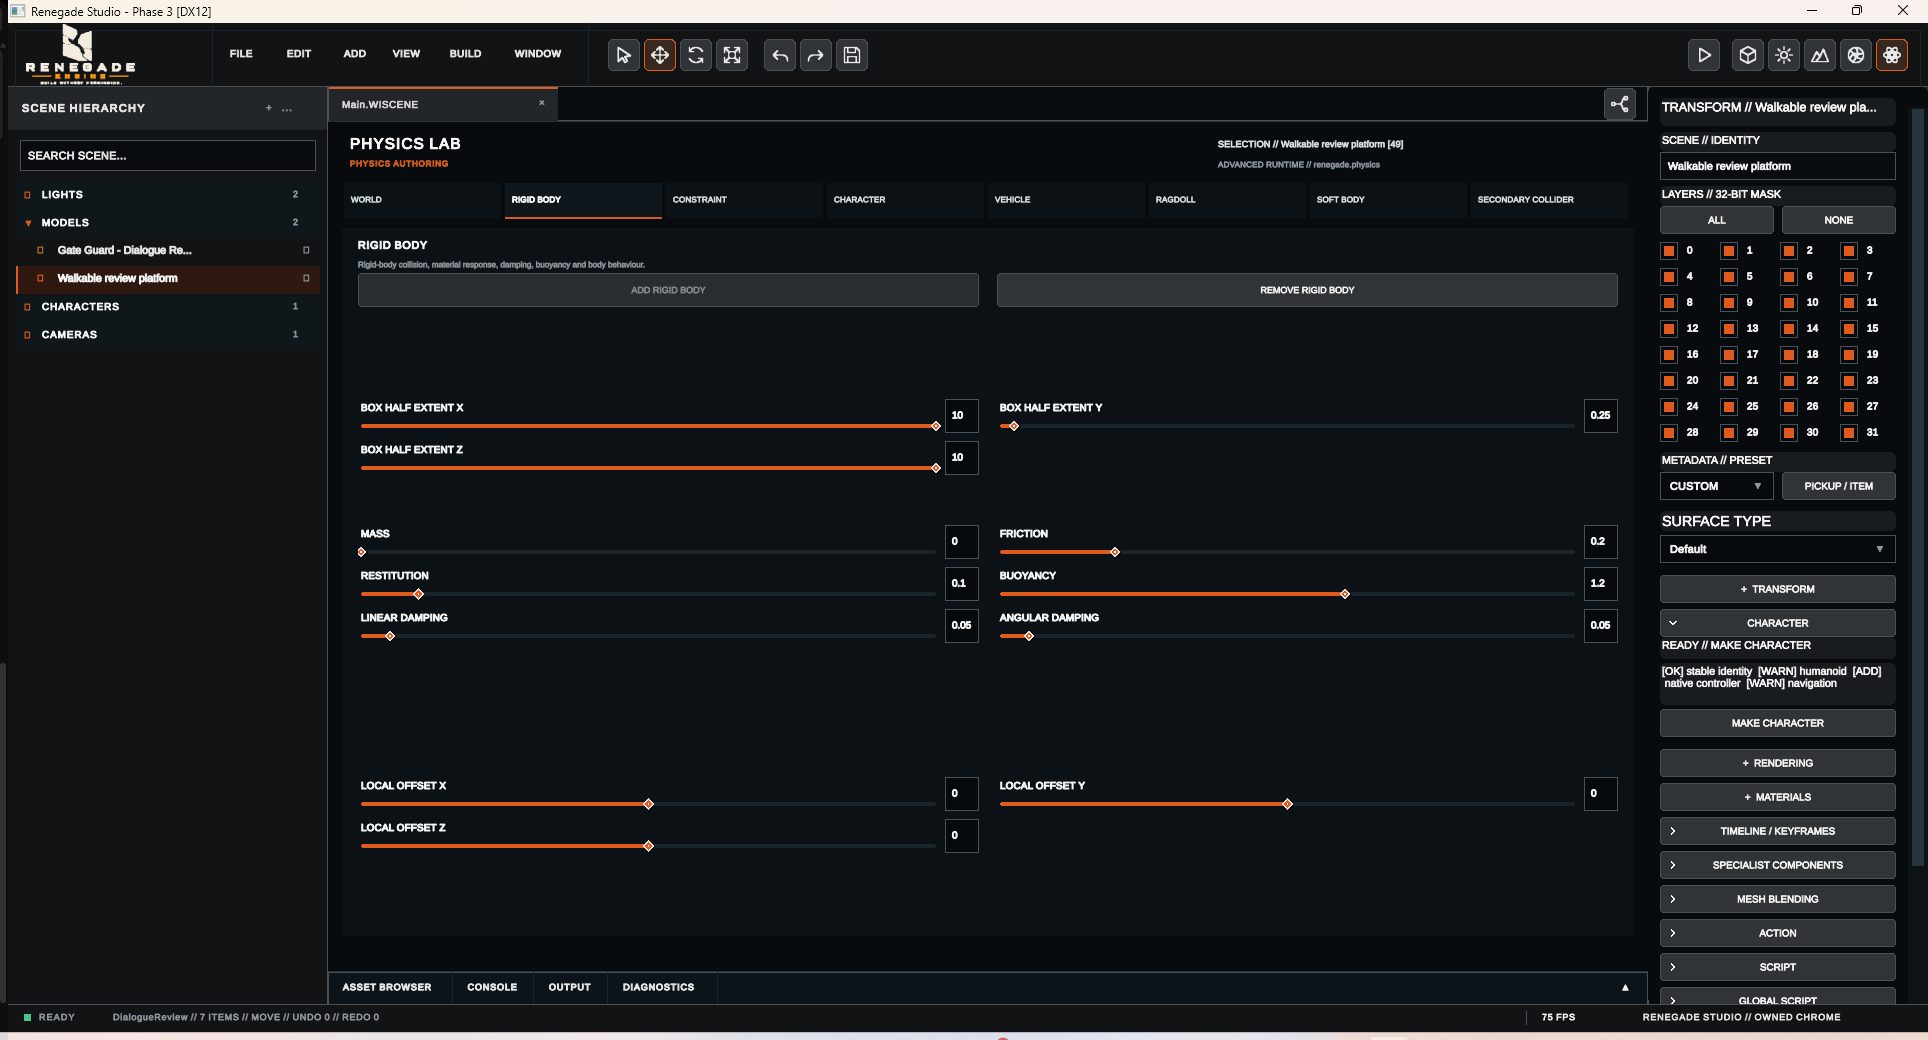 Renegade Studio - Phase 3 [DX12]
RENEGADE
ENGINE
FILE EDIT ADD VIEW BUILD WINDOW
SCENE HIERARCHY + ...
SEARCH SCENE...
LIGHTS 2
MODELS 2
Gate Guard - Dialogue Re...
Walkable review platform
CHARACTERS 1
CAMERAS 1
Main.WISCENE ×
PHYSICS LAB
PHYSICS AUTHORING
SELECTION // Walkable review platform [49]
ADVANCED RUNTIME // renegade.physics
WORLD RIGID BODY CONSTRAINT CHARACTER VEHICLE RAGDOLL SOFT BODY SECONDARY COLLIDER
RIGID BODY
Rigid-body collision, material response, damping, buoyancy and body behaviour.
ADD RIGID BODY REMOVE RIGID BODY
BOX HALF EXTENT X 10 BOX HALF EXTENT Y 0.25
BOX HALF EXTENT Z 10
MASS 0 FRICTION 0.2
RESTITUTION 0.1 BUOYANCY 1.2
LINEAR DAMPING 0.05 ANGULAR DAMPING 0.05
LOCAL OFFSET X 0 LOCAL OFFSET Y 0
LOCAL OFFSET Z 0
TRANSFORM // Walkable review pla...
SCENE // IDENTITY
Walkable review platform
LAYERS // 32-BIT MASK
ALL NONE
0 1 2 3
4 5 6 7
8 9 10 11
12 13 14 15
16 17 18 19
20 21 22 23
24 25 26 27
28 29 30 31
METADATA // PRESET
CUSTOM PICKUP / ITEM
SURFACE TYPE
Default
+ TRANSFORM
CHARACTER
READY // MAKE CHARACTER
[OK] stable identity [WARN] humanoid [ADD]
native controller [WARN] navigation
MAKE CHARACTER
+ RENDERING
+ MATERIALS
TIMELINE / KEYFRAMES
SPECIALIST COMPONENTS
MESH BLENDING
ACTION
SCRIPT
GLOBAL SCRIPT
ASSET BROWSER CONSOLE OUTPUT DIAGNOSTICS
READY DialogueReview // 7 ITEMS // MOVE // UNDO 0 // REDO 0 75 FPS RENEGADE STUDIO // OWNED CHROME